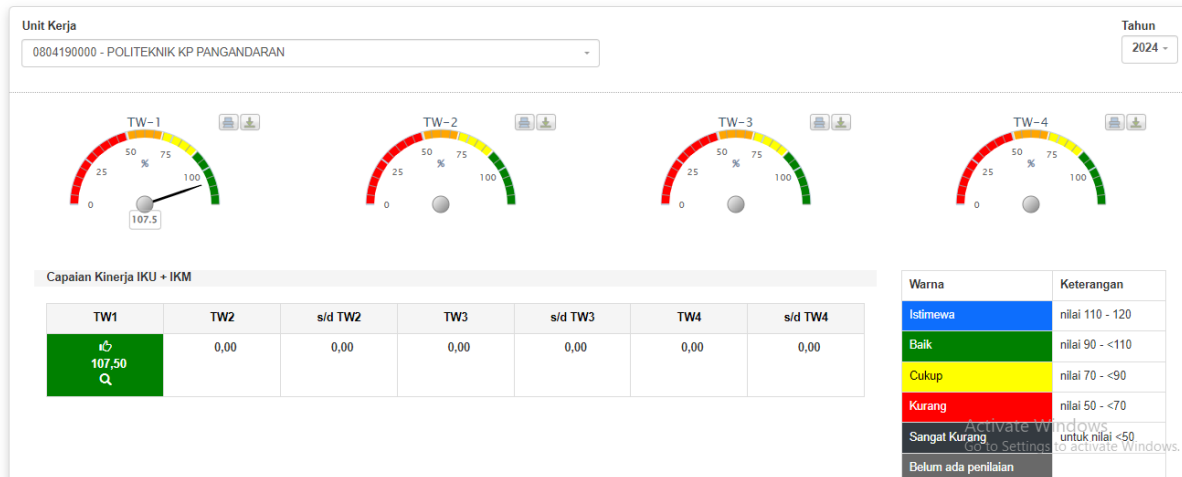 Unit Kerja
Tahun
0804190000 - POLITEKNIK KP PANGANDARAN
2024
TW-1
0
25
50
75
100
%
107.5
TW-2
0
25
50
75
100
%
TW-3
0
25
50
75
100
%
TW-4
0
25
50
75
100
%
Capaian Kinerja IKU + IKM
TW1 TW2 s/d TW2 TW3 s/d TW3 TW4 s/d TW4
107,50 0,00 0,00 0,00 0,00 0,00 0,00
Warna Keterangan
Istimewa nilai 110 - 120
Baik nilai 90 - <110
Cukup nilai 70 - <90
Kurang nilai 50 - <70
Sangat Kurang untuk nilai <50
Belum ada penilaian
Activate Windows
Go to Settings to activate Windows.